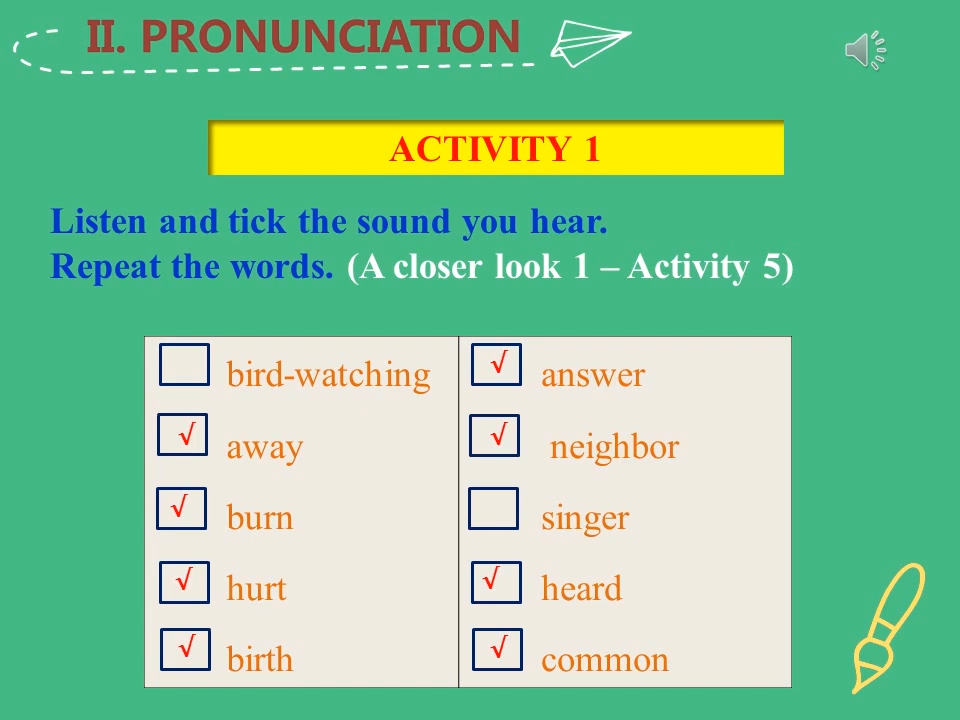 II. PRONUNCIATION
ACTIVITY 1
Listen and tick the sound you hear.
Repeat the words. (A closer look 1 – Activity 5)
bird-watching
√ away
√ burn
√ hurt
√ birth
√ answer
√ neighbor
singer
√ heard
√ common